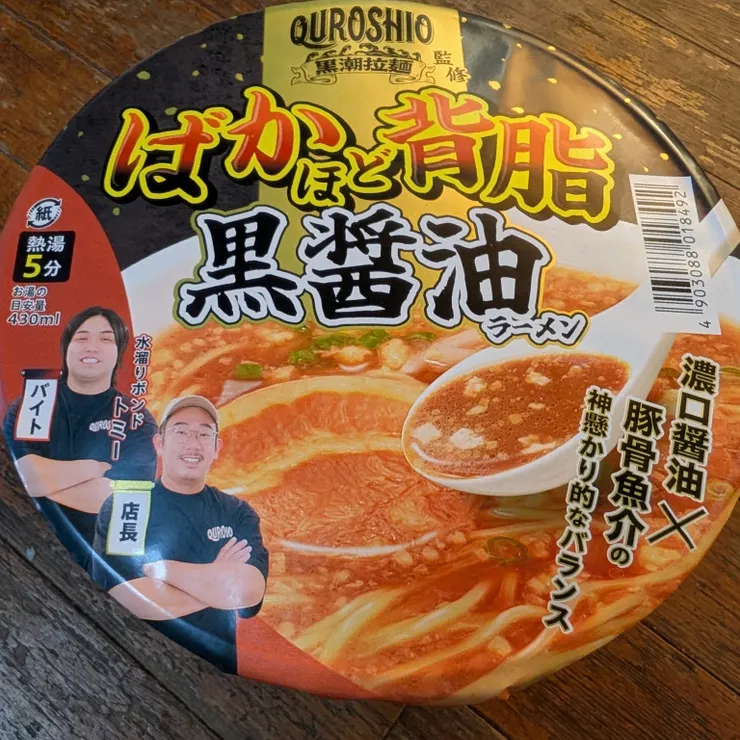 QUROSHIO
黒潮拉麺
監修
ばかほど背脂
黒醤油
ラーメン
紙
熱湯
5分
お湯の
目安量
430ml
水溜りボンド
トミー
バイト
店長
QUROSHIO
濃口醤油×
豚骨魚介の
神懸かり的なバランス
4903088018492